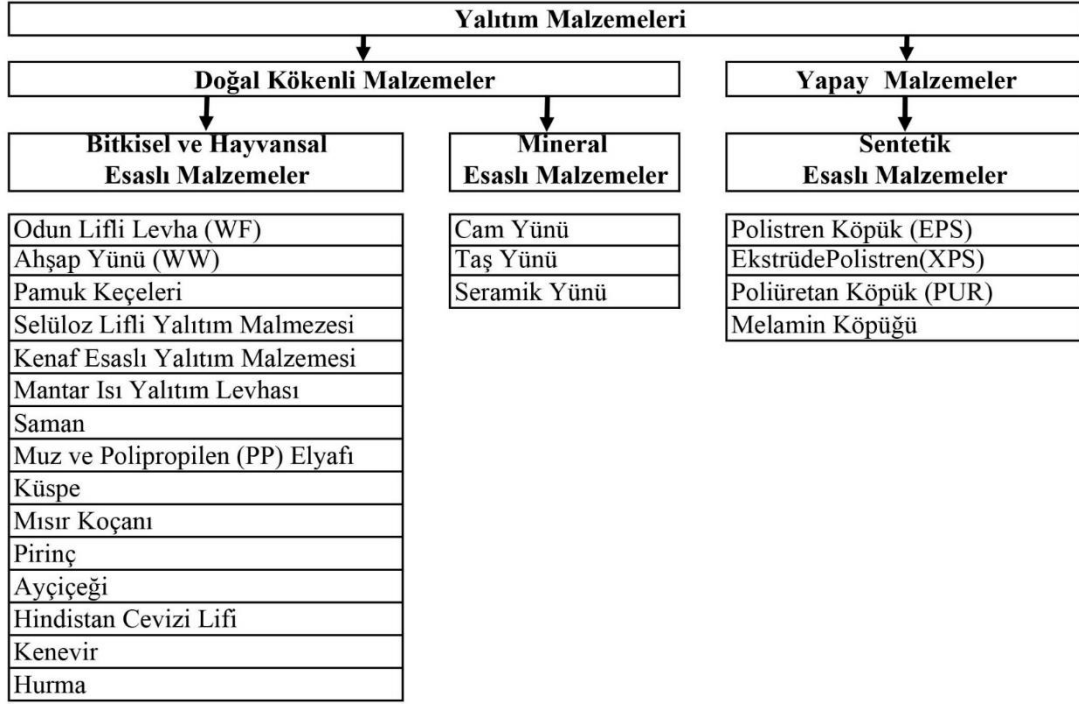 Yalıtım Malzemeleri
Doğal Kökenli Malzemeler
Yapay Malzemeler
Bitkisel ve Hayvansal
Esaslı Malzemeler
Mineral
Esaslı Malzemeler
Sentetik
Esaslı Malzemeler
Odun Lifli Levha (WF)
Ahşap Yünü (WW)
Pamuk Keçeleri
Selüloz Lifli Yalıtım Malmezesi
Kenaf Esaslı Yalıtım Malzemesi
Mantar Isı Yalıtım Levhası
Saman
Muz ve Polipropilen (PP) Elyafı
Küspe
Mısır Koçanı
Pirinç
Ayçiçeği
Hindistan Cevizi Lifi
Kenevir
Hurma
Cam Yünü
Taş Yünü
Seramik Yünü
Polistren Köpük (EPS)
EkstrüdePolistren(XPS)
Poliüretan Köpük (PUR)
Melamin Köpüğü